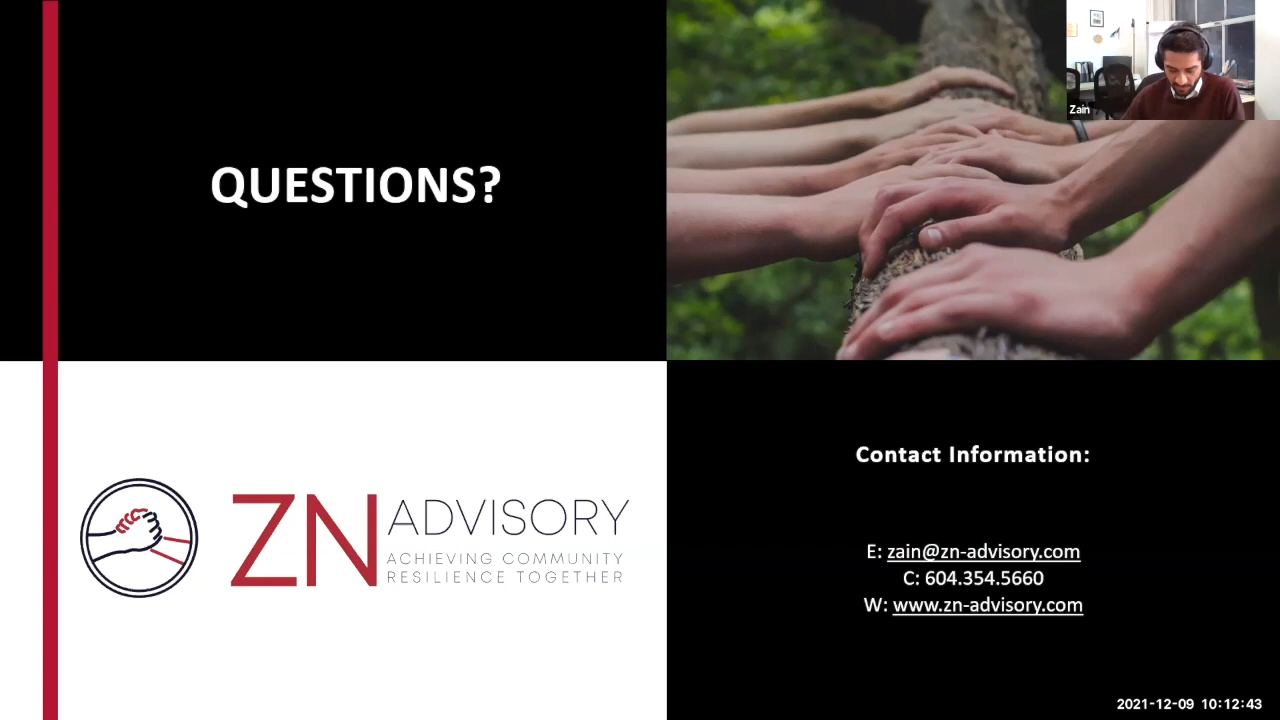 Zain
QUESTIONS?
ZN ADVISORY
ACHIEVING COMMUNITY
RESILIENCE TOGETHER
Contact Information:
E: zain@zn-advisory.com
C: 604.354.5660
W: www.zn-advisory.com
2021-12-09 10:12:43